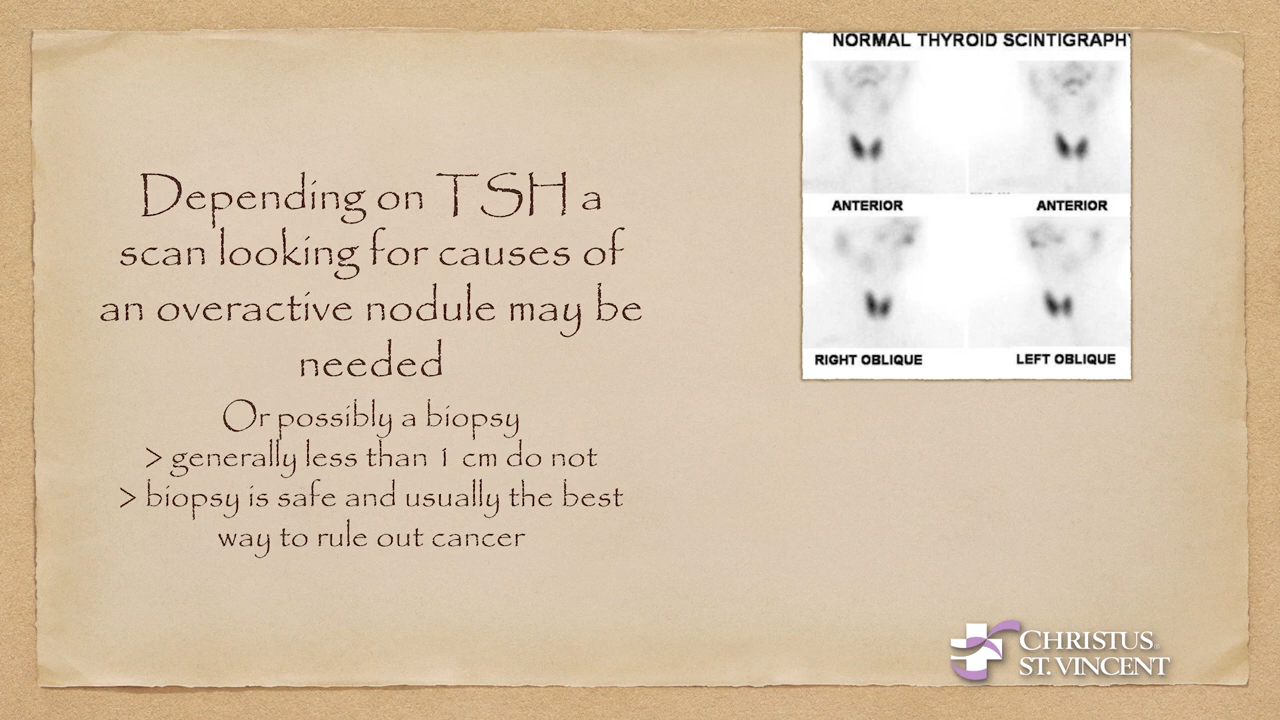 Depending on TSH a
scan looking for causes of
an overactive nodule may be
needed
Or possibly a biopsy
> generally less than 1 cm do not
> biopsy is safe and usually the best
way to rule out cancer
NORMAL THYROID SCINTIGRAPHY
ANTERIOR
ANTERIOR
RIGHT OBLIQUE
LEFT OBLIQUE
CHRISTUS
ST. VINCENT